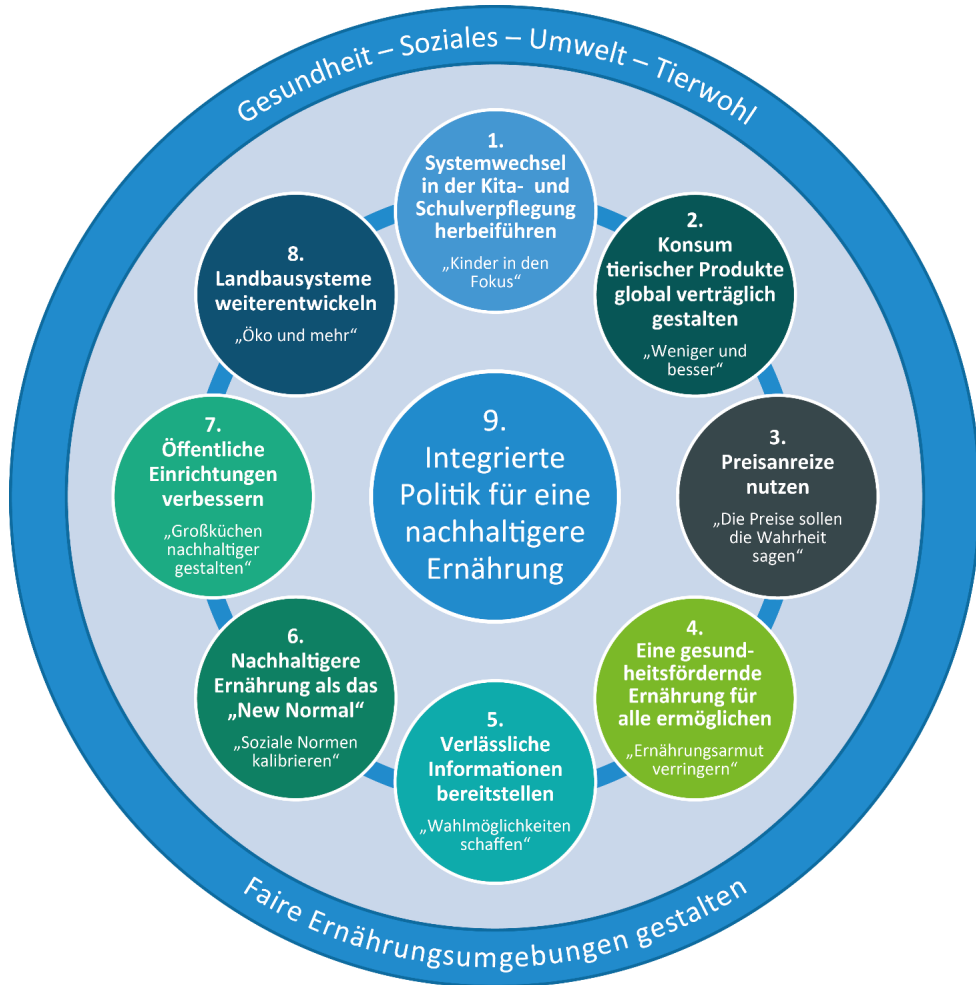 Gesundheit – Soziales – Umwelt – Tierwohl
1.
Systemwechsel
in der Kita- und
Schulverpflegung
herbeiführen
„Kinder in den
Fokus“
2.
Konsum
tierischer Produkte
global verträglich
gestalten
„Weniger und
besser“
3.
Preisanreize
nutzen
„Die Preise sollen
die Wahrheit
sagen“
4.
Eine gesund-
heitsfördernde
Ernährung für
alle ermöglichen
„Ernährungsarmut
verringern“
5.
Verlässliche
Informationen
bereitstellen
„Wahlmöglichkeiten
schaffen“
6.
Nachhaltigere
Ernährung als das
„New Normal“
„Soziale Normen
kalibrieren“
7.
Öffentliche
Einrichtungen
verbessern
„Großküchen
nachhaltiger
gestalten“
8.
Landbausysteme
weiterentwickeln
„Öko und mehr“
9.
Integrierte
Politik für eine
nachhaltigere
Ernährung
Faire Ernährungsumgebungen gestalten